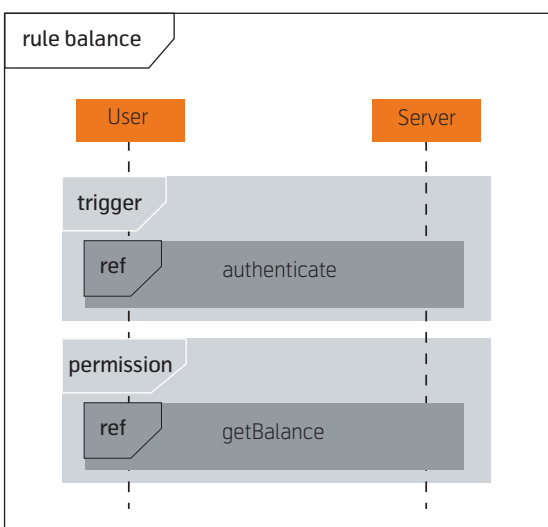 rule balance
User
Server
trigger
ref
authenticate
permission
ref
getBalance